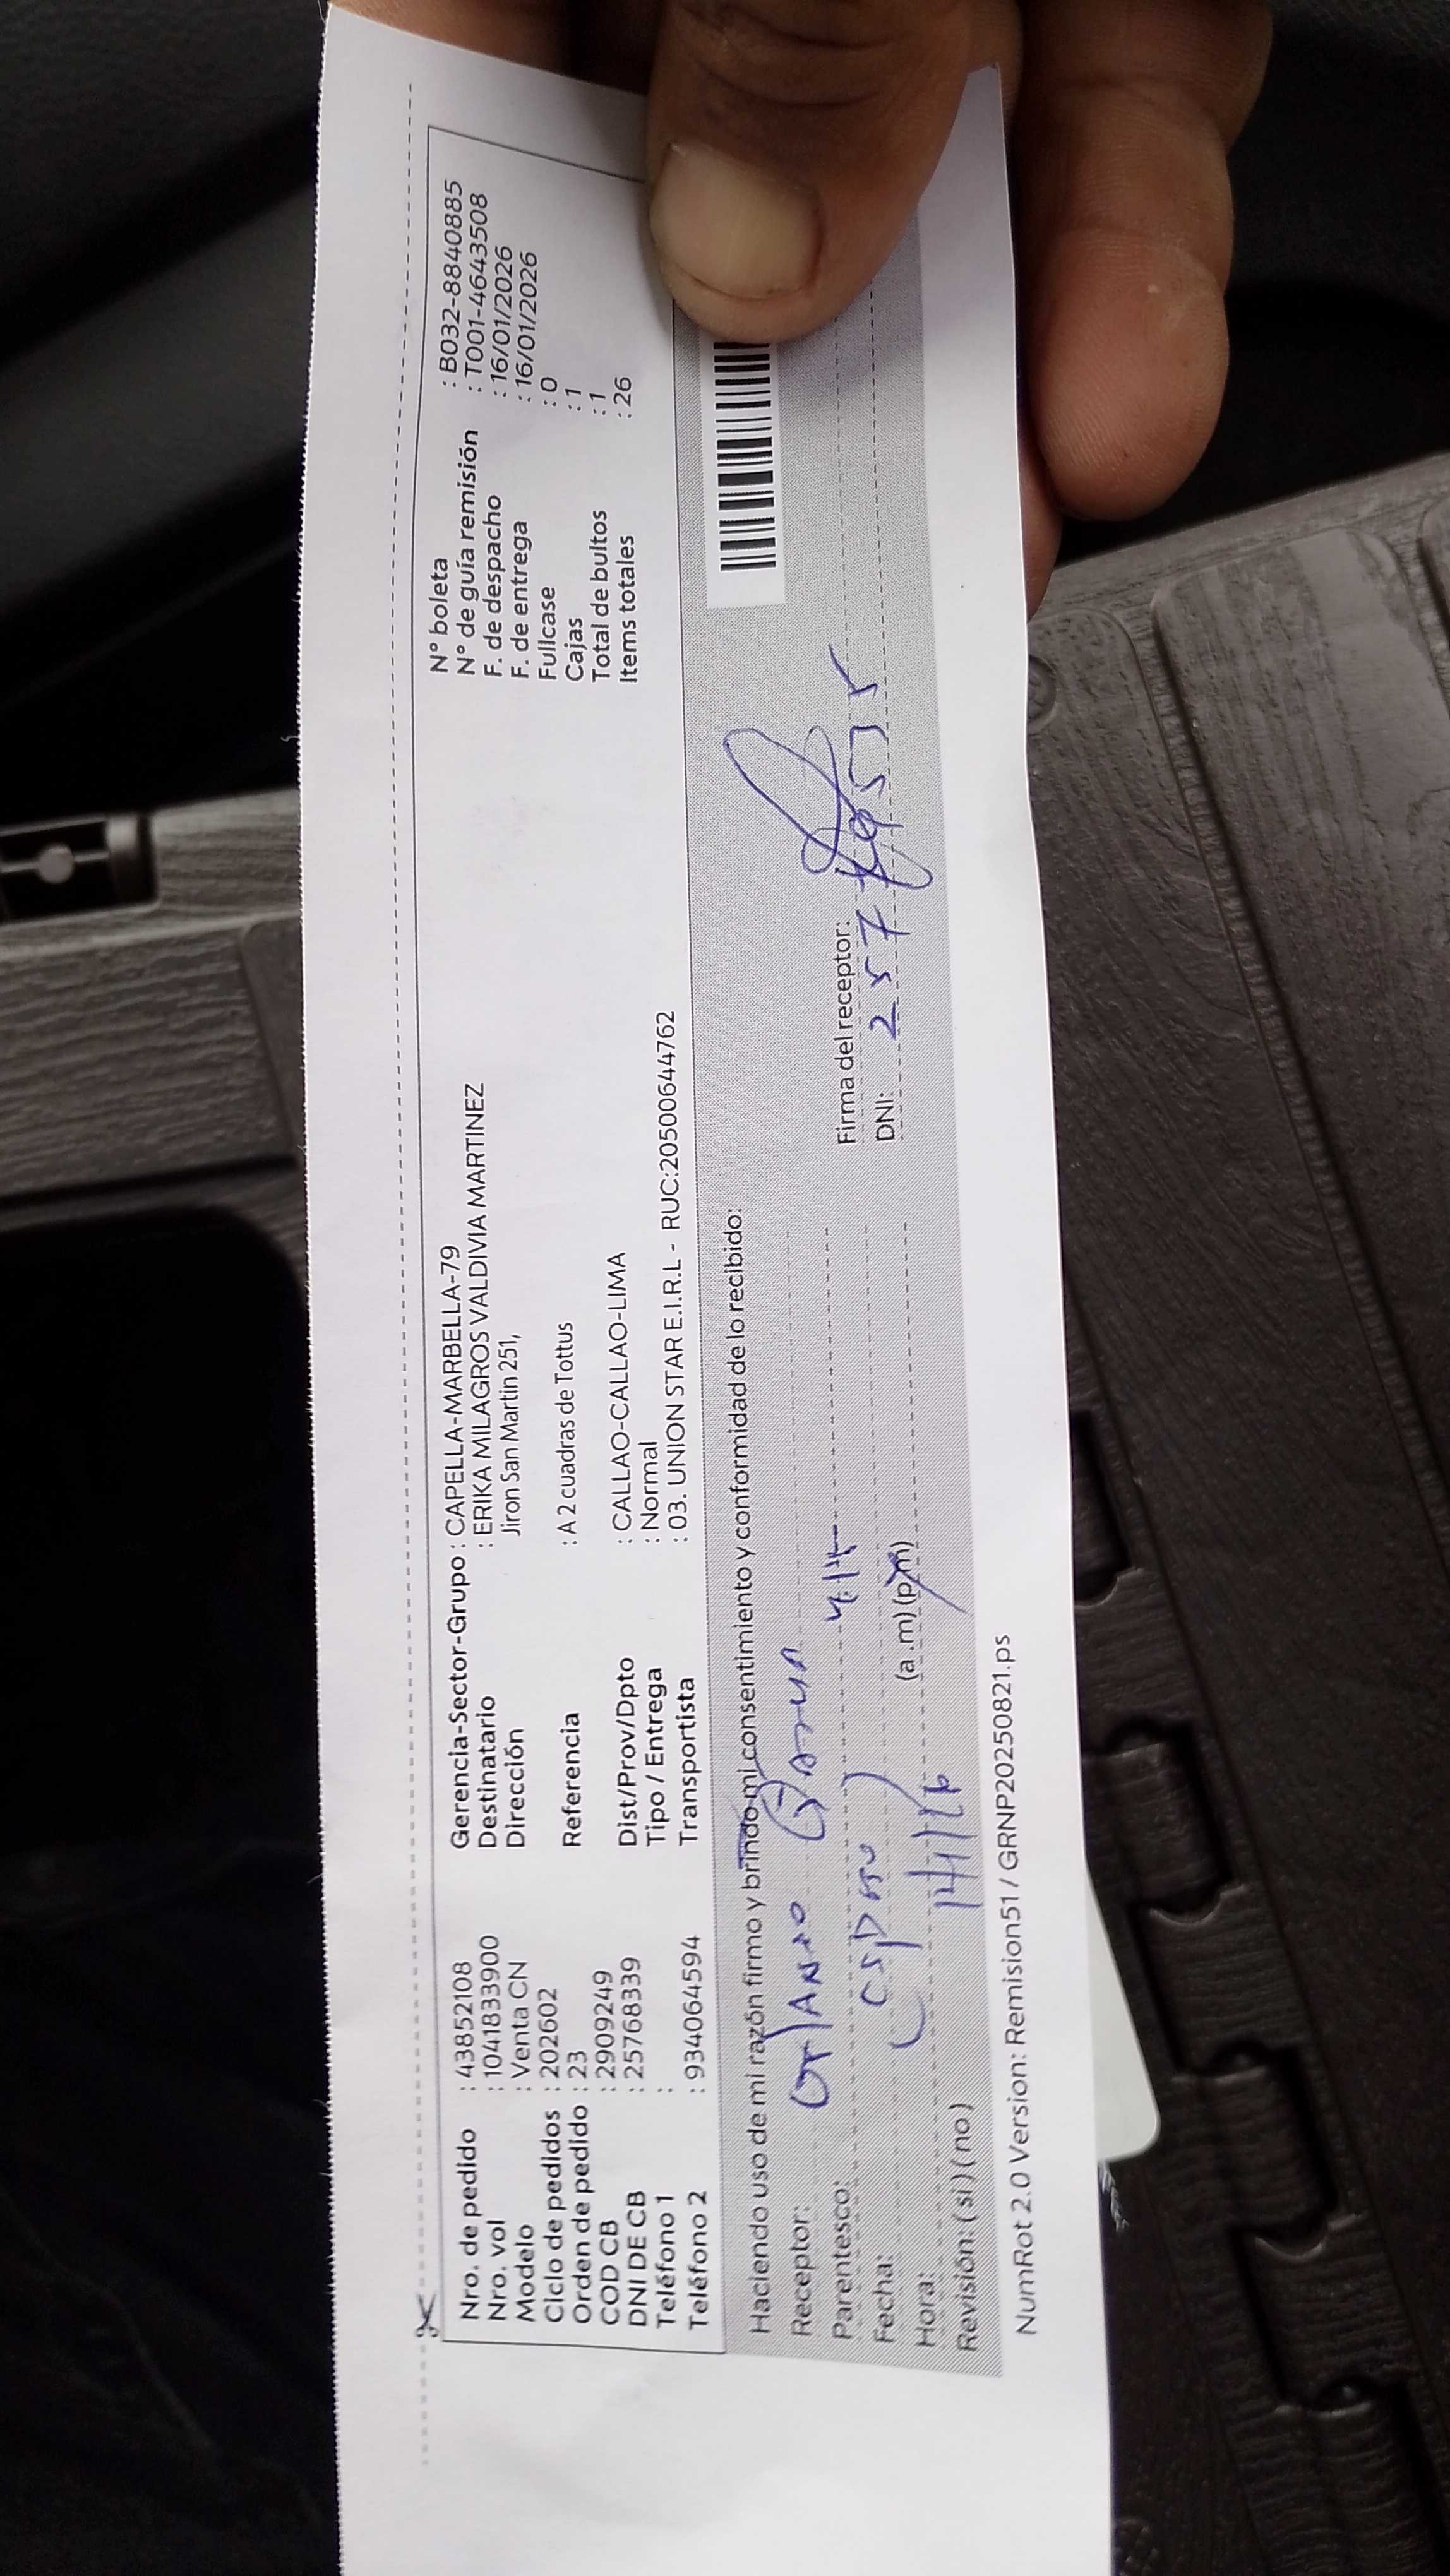 Nro. de pedido : 43852108
Nro. vol : 1041833900
Modelo : Venta CN
Ciclo de pedidos : 202602
Orden de pedido : 23
COD CB : 2909249
DNI DE CB : 25768339
Teléfono 1 :
Teléfono 2 : 934064594
Gerencia-Sector-Grupo : CAPELLA-MARBELLA-79
Destinatario : ERIKA MILAGROS VALDIVIA MARTINEZ
Dirección Jiron San Martin 251,
Referencia : A 2 cuadras de Tottus
Dist/Prov/Dpto : CALLAO-CALLAO-LIMA
Tipo / Entrega : Normal
Transportista : 03. UNION STAR E.I.R.L - RUC:20500644762
N° boleta : B032-8840885
N° de guía remisión : T001-4643508
F. de despacho : 16/01/2026
F. de entrega : 16/01/2026
Fullcase : 0
Cajas : 1
Total de bultos : 1
Items totales : 26
Haciendo uso de mi razón firmo y brindo mi consentimiento y conformidad de lo recibido:
Receptor:
Parentesco:
Fecha:
Hora: (a .m) (pm)
Revisión: (si) (no)
Firma del receptor:
DNI:
NumRot 2.0 Version: Remision51 / GRNP20250821.ps